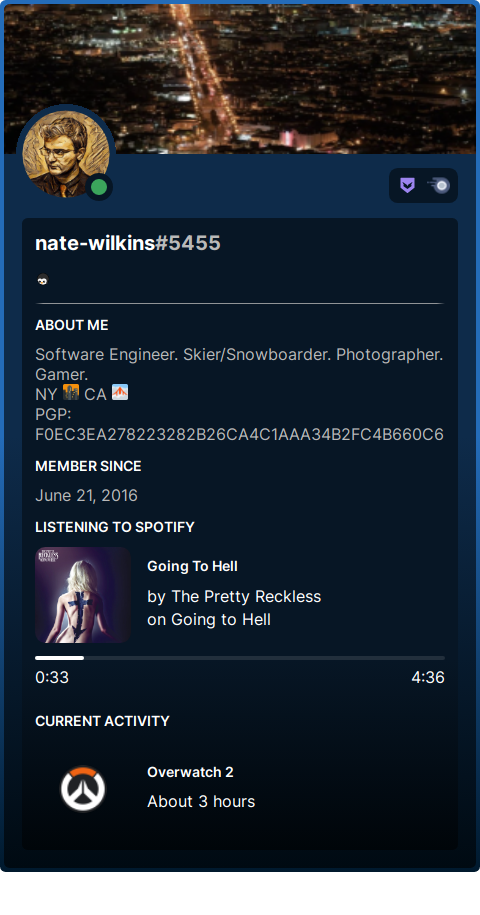 nate-wilkins#5455
ABOUT ME
Software Engineer. Skier/Snowboarder. Photographer.
Gamer.
NY 🌆 CA 🌁
PGP:
F0EC3EA278223282B26CA4C1AAA34B2FC4B660C6
MEMBER SINCE
June 21, 2016
LISTENING TO SPOTIFY
RECKLESS
Going To Hell
by The Pretty Reckless
on Going to Hell
0:33
4:36
CURRENT ACTIVITY
Overwatch 2
About 3 hours